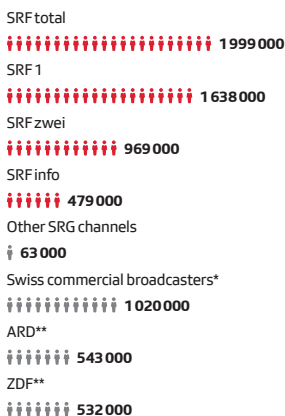 SRF total
1 999 000
SRF 1
1 638 000
SRF zwei
969 000
SRF info
479 000
Other SRG channels
63 000
Swiss commercial broadcasters*
1 020 000
ARD**
543 000
ZDF**
532 000